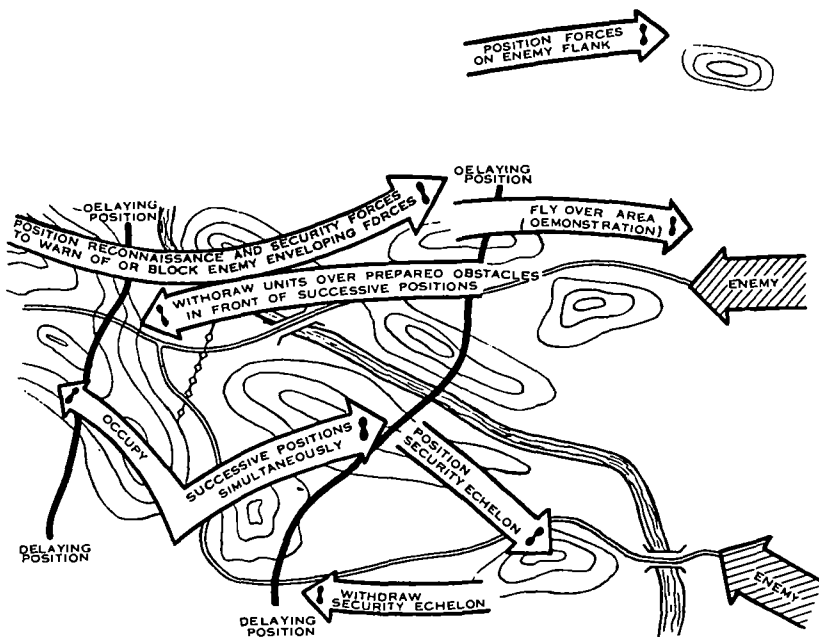 POSITION FORCES
ON ENEMY FLANK
DELAYING
POSITION
DELAYING
POSITION
POSITION RECONNAISSANCE AND SECURITY FORCES
TO WARN OF OR BLOCK ENEMY ENVELOPING FORCES
FLY OVER AREA
(DEMONSTRATION)
WITHDRAW UNITS OVER PREPARED OBSTACLES
IN FRONT OF SUCCESSIVE POSITIONS
ENEMY
OCCUPY
SUCCESSIVE POSITIONS
SIMULTANEOUSLY
POSITION
SECURITY ECHELON
DELAYING
POSITION
ENEMY
WITHDRAW
SECURITY ECHELON
DELAYING
POSITION